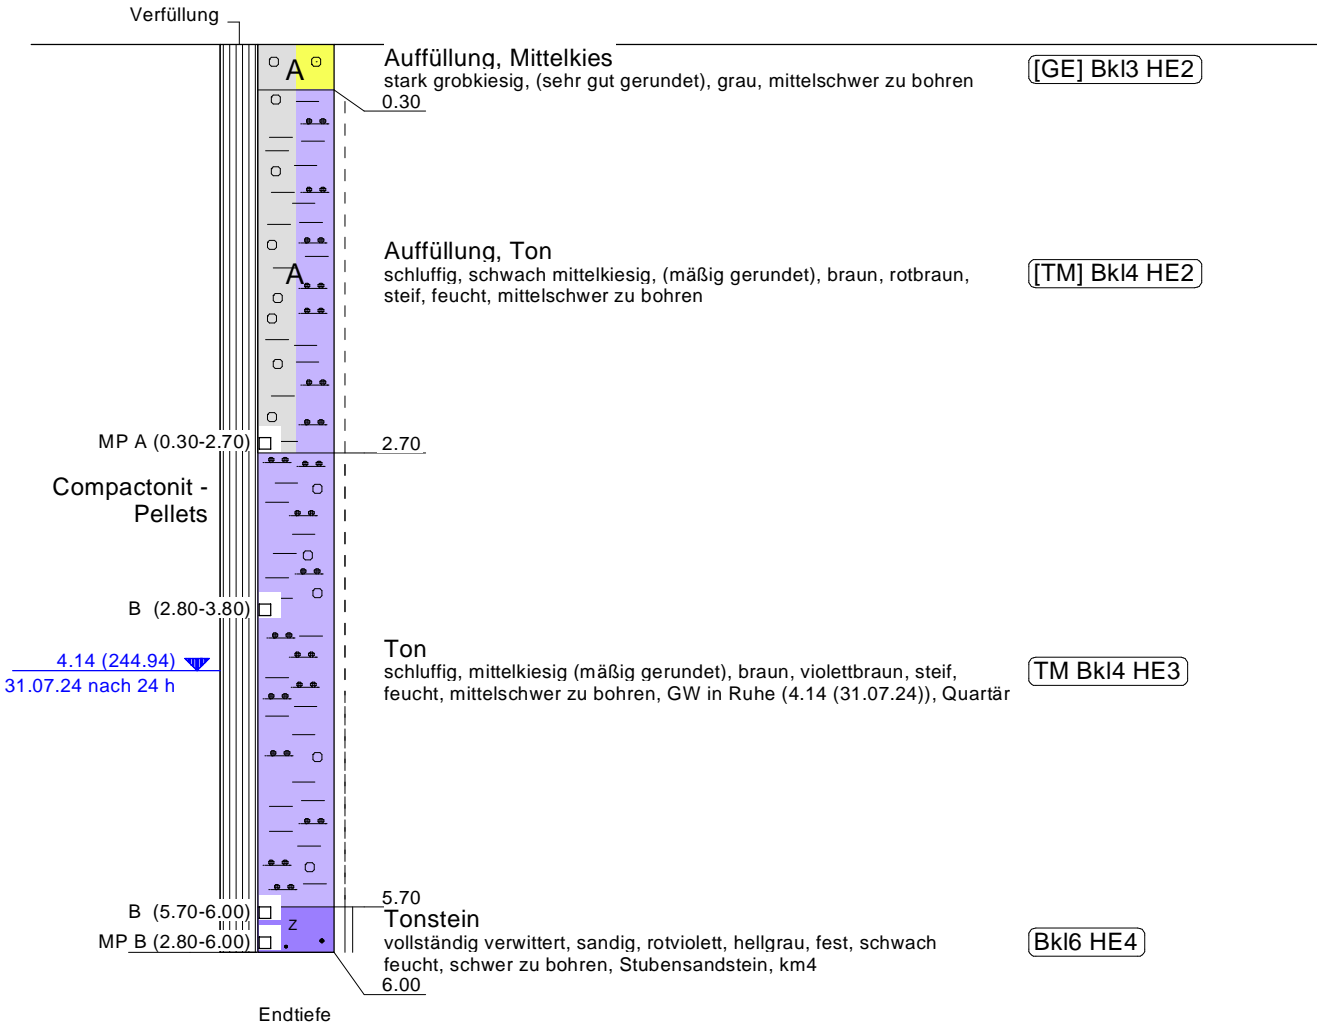 Verfüllung
Auffüllung, Mittelkies
stark grobkiesig, (sehr gut gerundet), grau, mittelschwer zu bohren
[GE] Bkl3 HE2
A
0.30
Auffüllung, Ton
schluffig, schwach mittelkiesig, (mäßig gerundet), braun, rotbraun,
steif, feucht, mittelschwer zu bohren
[TM] Bkl4 HE2
A
MP A (0.30-2.70)
2.70
Compactonit -
Pellets
B (2.80-3.80)
4.14 (244.94)
31.07.24 nach 24 h
Ton
schluffig, mittelkiesig (mäßig gerundet), braun, violettbraun, steif,
feucht, mittelschwer zu bohren, GW in Ruhe (4.14 (31.07.24)), Quartär
TM Bkl4 HE3
5.70
B (5.70-6.00)
Z
MP B (2.80-6.00)
Tonstein
vollständig verwittert, sandig, rotviolett, hellgrau, fest, schwach
feucht, schwer zu bohren, Stubensandstein, km4
Bkl6 HE4
6.00
Endtiefe